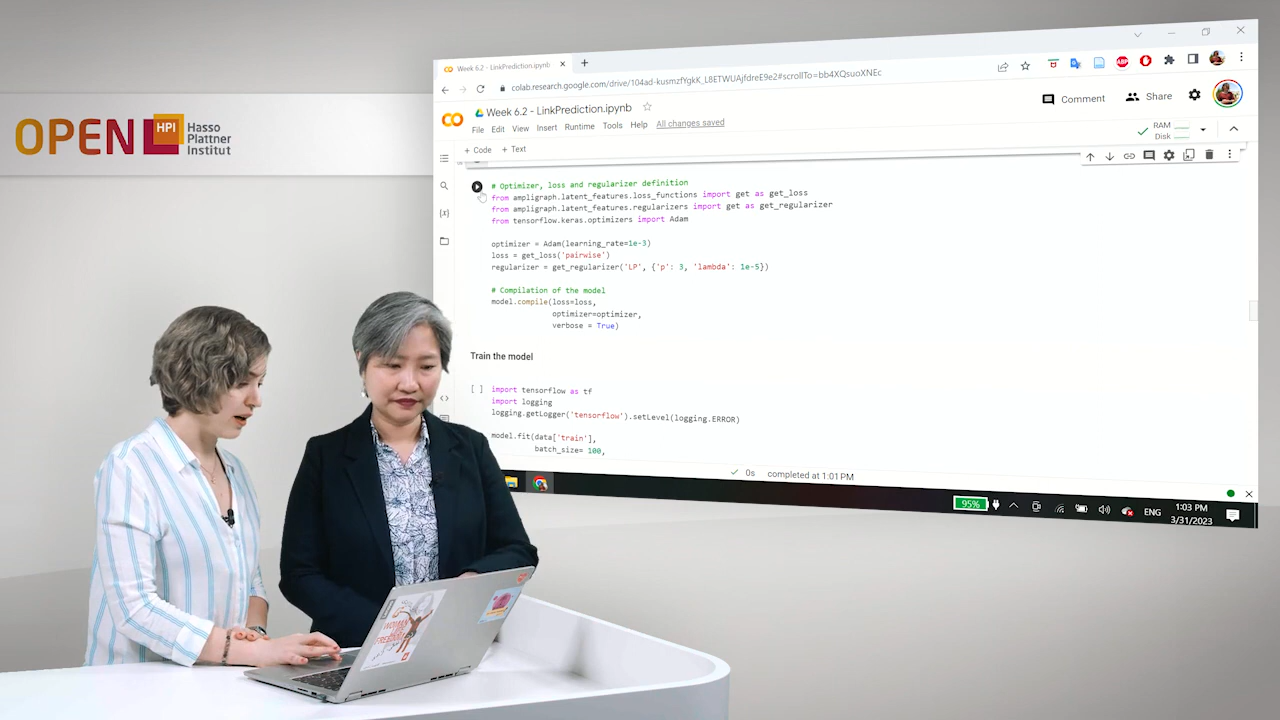 OPEN HPI Hasso
Plattner
Institut
Week 6.2 - LinkPrediction.ipynb
colab.research.google.com/drive/104ad-kusmzfYgkK_L8ETWUAjfdreE9e2#scrollTo=bb4XQsuoXNEc
ABP
CO Week 6.2 - LinkPrediction.ipynb
Comment Share
File Edit View Insert Runtime Tools Help All changes saved
RAM
Disk
+ Code + Text
# Optimizer, loss and regularizer definition
from ampligraph.latent_features.loss_functions import get as get_loss
from ampligraph.latent_features.regularizers import get as get_regularizer
from tensorflow.keras.optimizers import Adam
optimizer = Adam(learning_rate=1e-3)
loss = get_loss('pairwise')
regularizer = get_regularizer('LP', {'p': 3, 'lambda': 1e-5})
# Compilation of the model
model.compile(loss=loss,
optimizer=optimizer,
verbose = True)
Train the model
[ ] import tensorflow as tf
import logging
logging.getLogger('tensorflow').setLevel(logging.ERROR)
model.fit(data['train'],
batch_size= 100,
0s completed at 1:01 PM
95% ENG 1:03 PM
3/31/2023
WOMAN
LIFE
FREEDOM